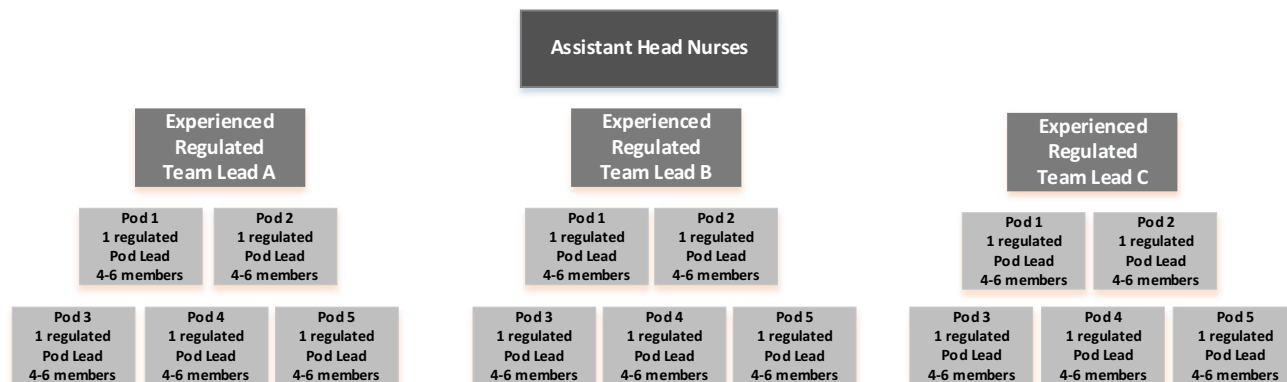 Assistant Head Nurses
Experienced
Regulated
Team Lead A
Experienced
Regulated
Team Lead B
Experienced
Regulated
Team Lead C
Pod 1
1 regulated
Pod Lead
4-6 members
Pod 2
1 regulated
Pod Lead
4-6 members
Pod 1
1 regulated
Pod Lead
4-6 members
Pod 2
1 regulated
Pod Lead
4-6 members
Pod 1
1 regulated
Pod Lead
4-6 members
Pod 2
1 regulated
Pod Lead
4-6 members
Pod 3
1 regulated
Pod Lead
4-6 members
Pod 4
1 regulated
Pod Lead
4-6 members
Pod 5
1 regulated
Pod Lead
4-6 members
Pod 3
1 regulated
Pod Lead
4-6 members
Pod 4
1 regulated
Pod Lead
4-6 members
Pod 5
1 regulated
Pod Lead
4-6 members
Pod 3
1 regulated
Pod Lead
4-6 members
Pod 4
1 regulated
Pod Lead
4-6 members
Pod 5
1 regulated
Pod Lead
4-6 members